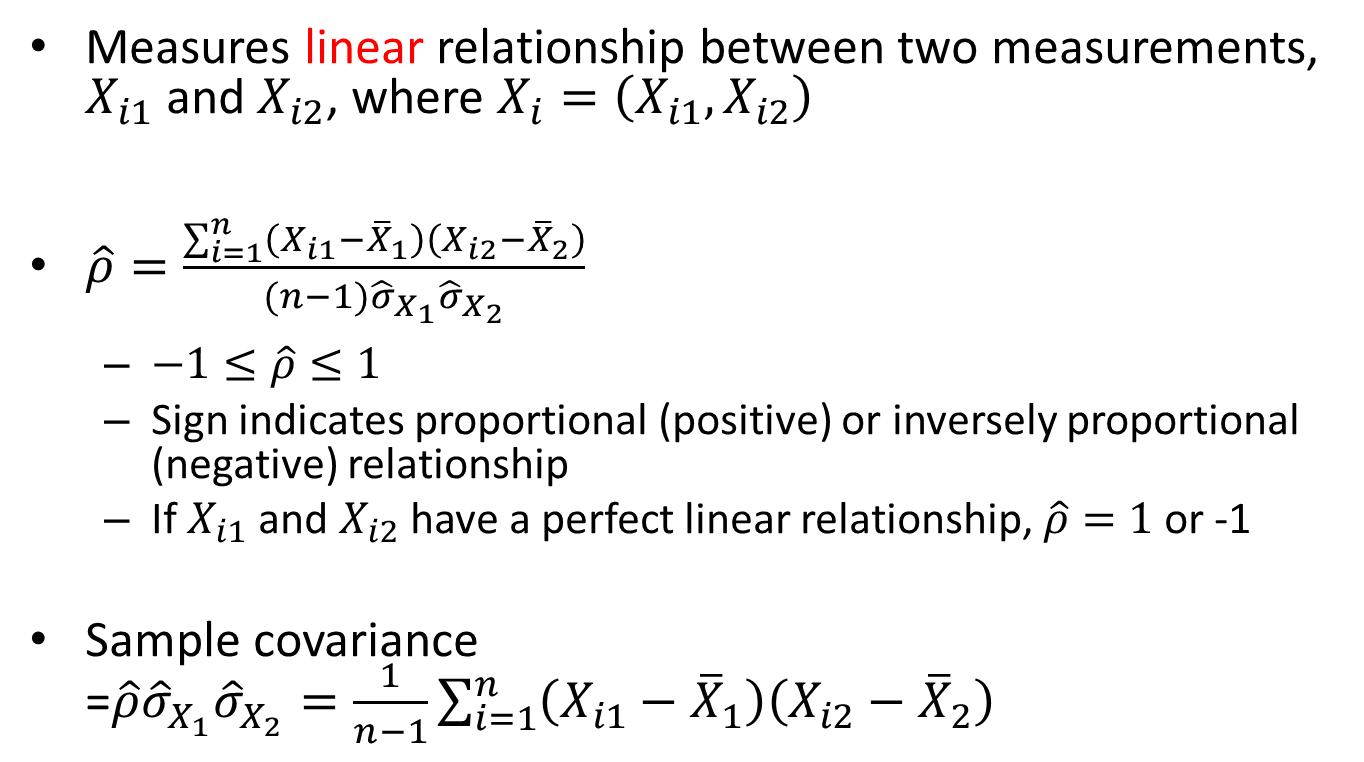 • Measures linear relationship between two measurements,
X_{i1} and X_{i2}, where X_i = (X_{i1}, X_{i2})
• ρ̂ = \frac{∑_{i=1}^{n}(X_{i1}−X̄_1)(X_{i2}−X̄_2)}{(n−1)σ̂_{X_1}σ̂_{X_2}}
– −1 ≤ ρ̂ ≤ 1
– Sign indicates proportional (positive) or inversely proportional
(negative) relationship
– If X_{i1} and X_{i2} have a perfect linear relationship, ρ̂ = 1 or -1
• Sample covariance
=ρ̂σ̂_{X_1}σ̂_{X_2} = \frac{1}{n−1}∑_{i=1}^{n}(X_{i1} − X̄_1)(X_{i2} − X̄_2)